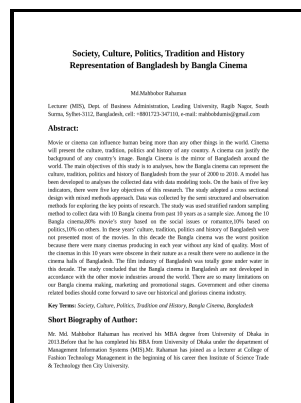 Society, Culture, Politics, Tradition and History
Representation of Bangladesh by Bangla Cinema
Md.Mahbobor Rahaman
Lecturer (MIS), Dept. of Business Administration, Leading University, Ragib Nagor, South
Surma, Sylhet-3112, Bangladesh, cell: +8801723-347110, e-mail: mahbobdumis@gmail.com
Abstract:
Movie or cinema can influence human being more than any other things in the world. Cinema
will present the culture, tradition, politics and history of any country. A cinema can justify the
background of any country's image. Bangla Cinema is the mirror of Bangladesh around the
world. The main objectives of this study is to analyses, how the Bangla cinema can represent the
culture, tradition, politics and history of Bangladesh from the year of 2000 to 2010. A model has
been developed to analyses the collected data with data modeling tools. On the basis of five key
indicators, there were five key objectives of this research. The study adopted a cross sectional
design with mixed methods approach. Data was collected by the semi structured and observation
methods for exploring the key points of research. The study was used stratified random sampling
method to collect data with 10 Bangla cinema from past 10 years as a sample size. Among the 10
Bangla cinema,80% movie's story based on the social issues or romance,10% based on
politics,10% on others. In these years' culture, tradition, politics and history of Bangladesh were
not presented most of the movies. In this decade the Bangla cinema was in the worst position
because there were many cinemas producing in each year without any kind of quality. Most of
the cinemas in this 10 years were obscene in their nature as a result there were no audience in the
cinema halls of Bangladesh. The film industry of Bangladesh was totally gone under water in
this decade. The study concluded that the Bangla cinema in Bangladesh are not developed in
accordance with the other movie industries around the world. There are so many limitations on
our Bangla cinema making, marketing and promotional stages. Government and other cinema
related bodies should come forward to save our historical and glorious cinema industry.
Key Terms: Society, Culture, Politics, Tradition and History, Bangla Cinema, Bangladesh
Short Biography of Author:
Mr. Md. Mahbobor Rahaman has received his MBA degree from University of Dhaka in
2013.Before that he has completed his BBA from University of Dhaka under the department of
Management Information Systems (MIS).Mr. Rahaman has joined as a lecturer at College of
Fashion Technology Management in the beginning of his career then Institute of Science Trade
& Technology then City University.